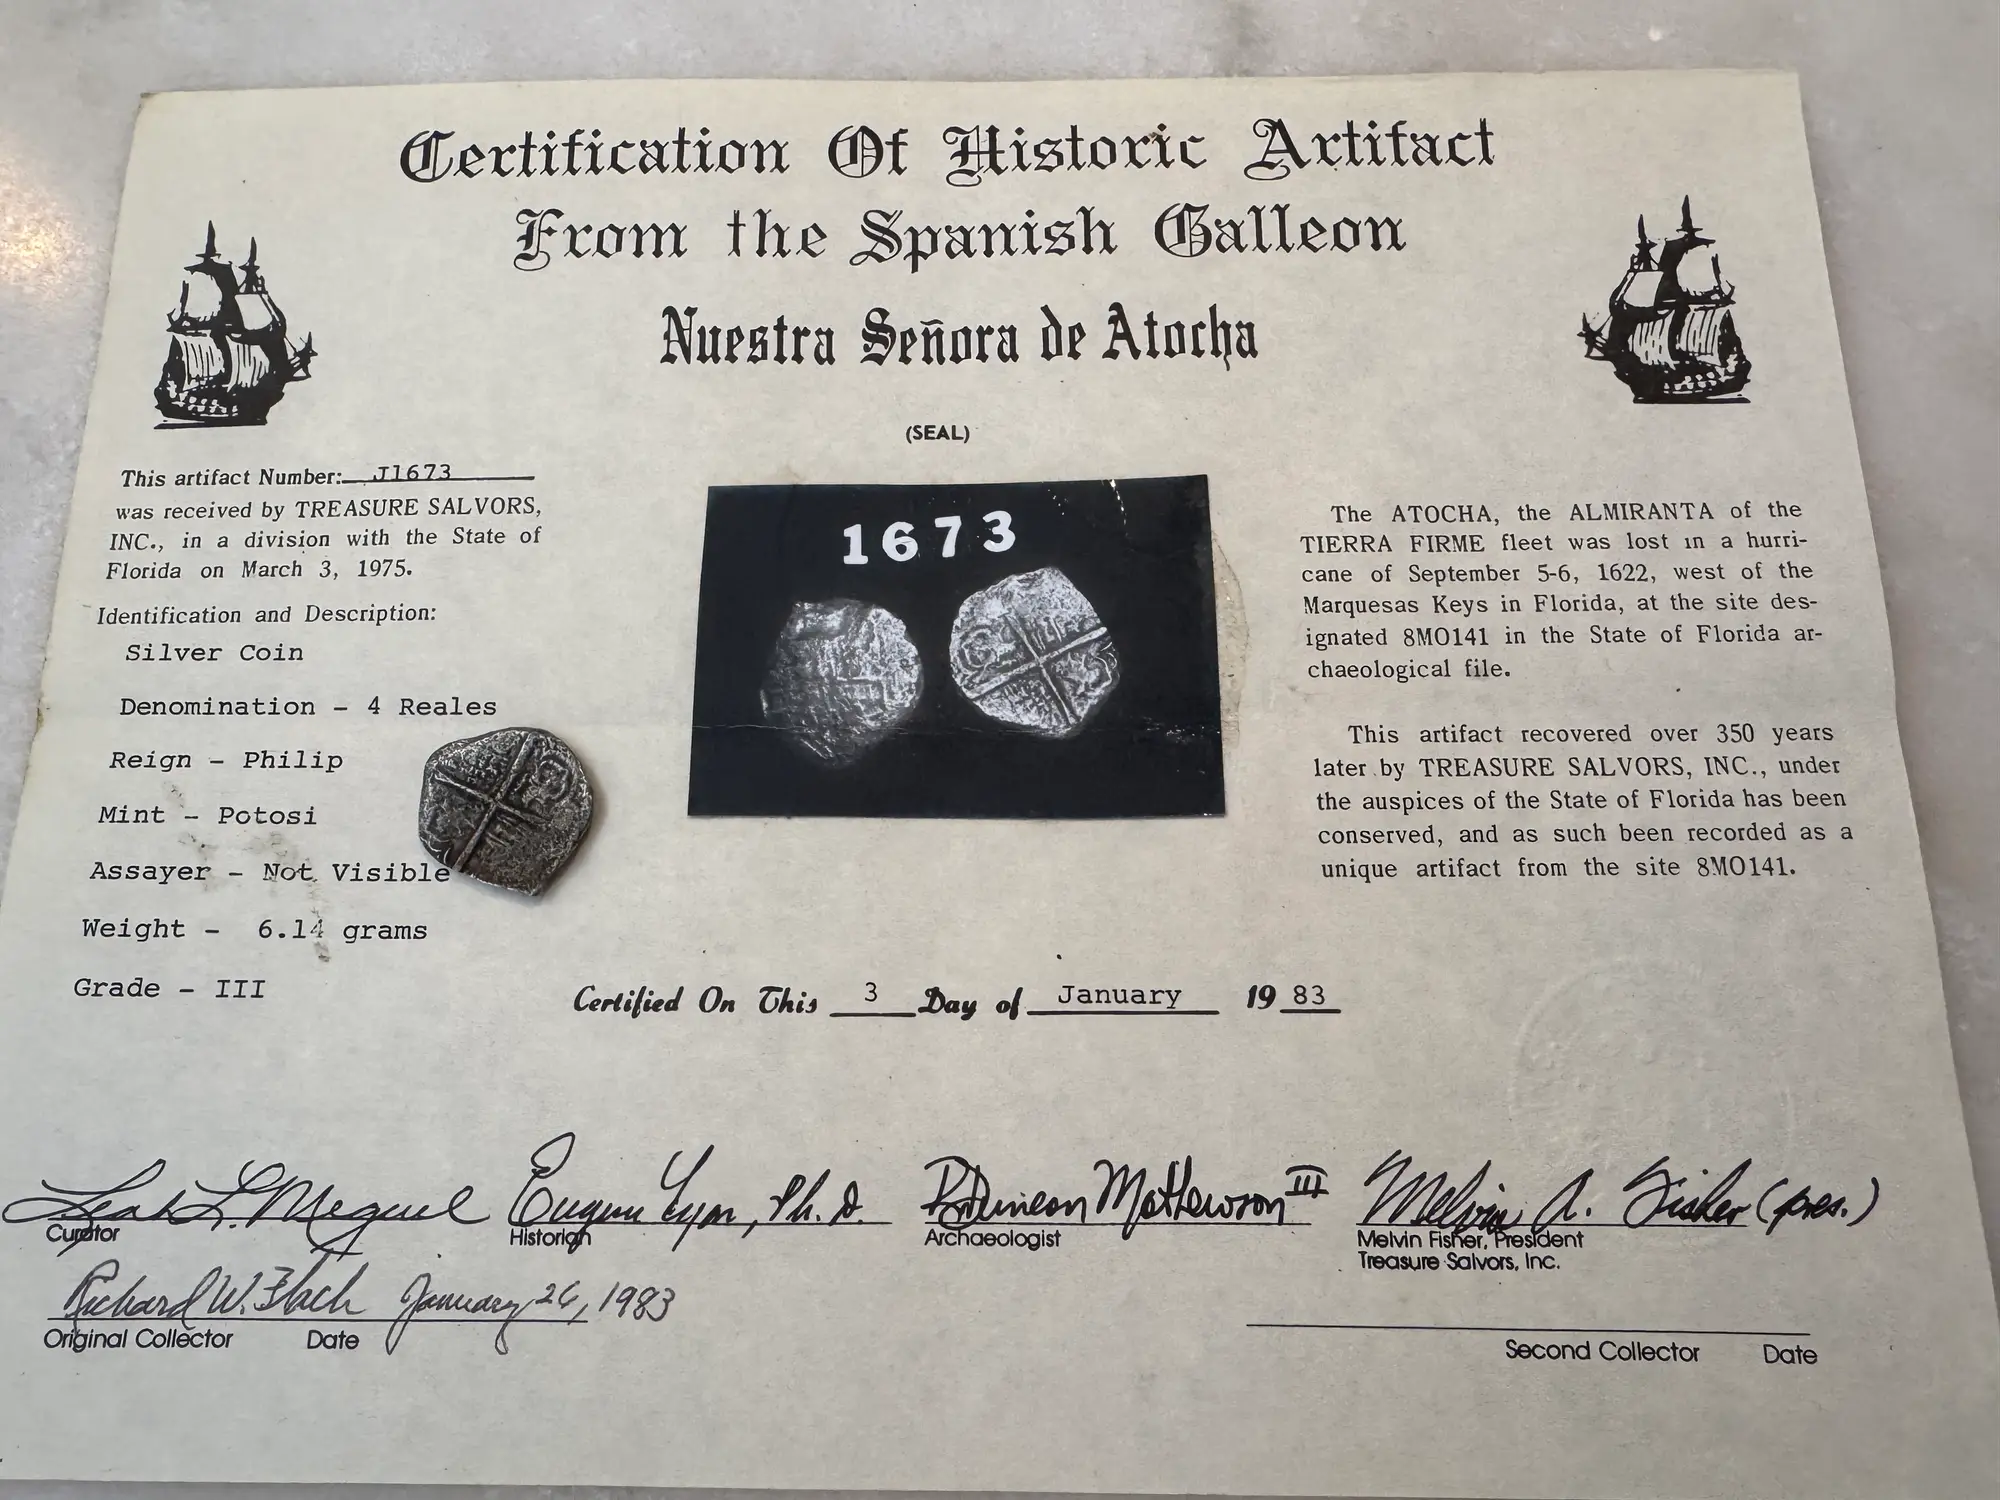 Certification Of Historic Artifact
From the Spanish Galleon
Nuestra Señora de Atocha
(SEAL)
This artifact Number: J1673
was received by TREASURE SALVORS,
INC., in a division with the State of
Florida on March 3, 1975.
Identification and Description:
Silver Coin
Denomination - 4 Reales
Reign - Philip
Mint - Potosi
Assayer - Not Visible
Weight - 6.14 grams
Grade - III
1673
The ATOCHA, the ALMIRANTA of the
TIERRA FIRME fleet was lost in a hurri-
cane of September 5-6, 1622, west of the
Marquesas Keys in Florida, at the site des-
ignated 8MO141 in the State of Florida ar-
chaeological file.
This artifact recovered over 350 years
later by TREASURE SALVORS, INC., under
the auspices of the State of Florida has been
conserved, and as such been recorded as a
unique artifact from the site 8MO141.
Certified On This 3 Day of January 1983
Leah L. Meguel
Curator
Eugene Lyon, Ph.D.
Historian
R Duncan Mathewson III
Archaeologist
Melvin A. Fisher (pres.)
Melvin Fisher, President
Treasure Salvors, Inc.
Richard W. January 26, 1983
Original Collector Date
Second Collector Date